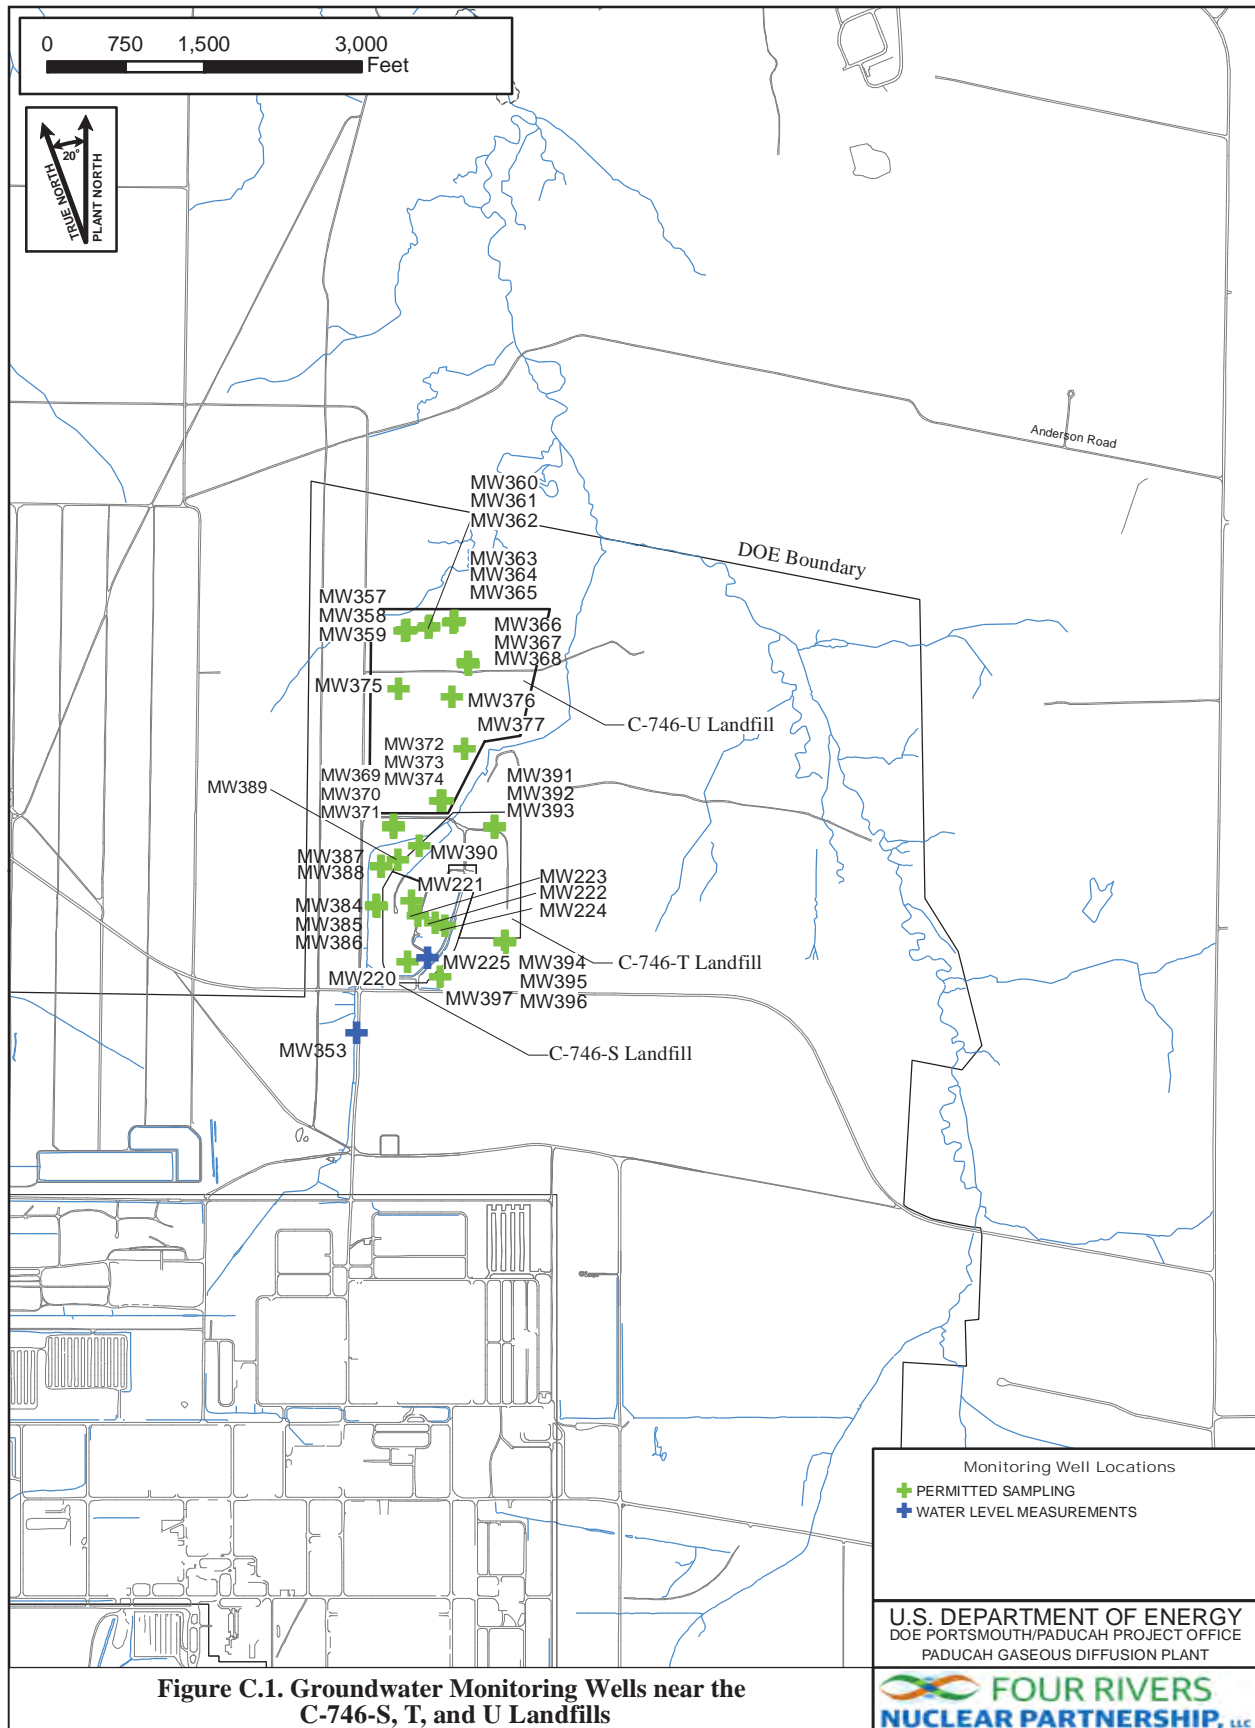 0 750 1,500 3,000
Feet
20°
TRUE NORTH
PLANT NORTH
Anderson Road
MW360
MW361
MW362
DOE Boundary
MW363
MW364
MW365
MW357
MW358
MW359
MW366
MW367
MW368
MW375
MW376
MW377
C-746-U Landfill
MW372
MW373
MW374
MW369
MW370
MW371
MW389
MW391
MW392
MW393
MW390
MW387
MW388
MW221
MW223
MW222
MW224
MW384
MW385
MW386
MW225
MW220
MW394
MW395
MW396
MW397
C-746-T Landfill
C-746-S Landfill
MW353
Monitoring Well Locations
PERMITTED SAMPLING
WATER LEVEL MEASUREMENTS
U.S. DEPARTMENT OF ENERGY
DOE PORTSMOUTH/PADUCAH PROJECT OFFICE
PADUCAH GASEOUS DIFFUSION PLANT
FOUR RIVERS
NUCLEAR PARTNERSHIP, LLC
Figure C.1. Groundwater Monitoring Wells near the
C-746-S, T, and U Landfills